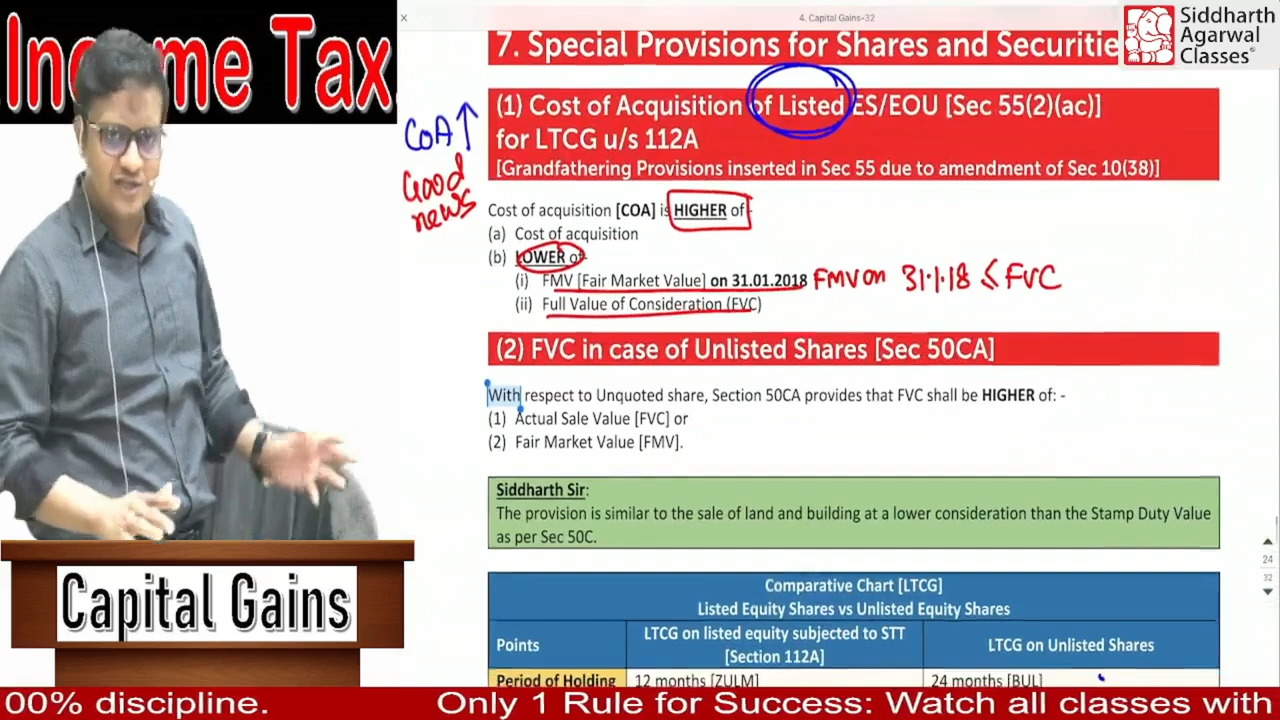 Income Tax
4. Capital Gains-32
Siddharth
Agarwal
Classes
7. Special Provisions for Shares and Securitie
(1) Cost of Acquisition of Listed ES/EOU [Sec 55(2)(ac)]
for LTCG u/s 112A
[Grandfathering Provisions inserted in Sec 55 due to amendment of Sec 10(38)]
COA ↑
Good
news
Cost of acquisition [COA] is HIGHER of-
(a) Cost of acquisition
(b) LOWER of-
(i) FMV [Fair Market Value] on 31.01.2018 FMV on 31.1.18 ≤ FVC
(ii) Full Value of Consideration (FVC)
(2) FVC in case of Unlisted Shares [Sec 50CA]
With respect to Unquoted share, Section 50CA provides that FVC shall be HIGHER of: -
(1) Actual Sale Value [FVC] or
(2) Fair Market Value [FMV].
Siddharth Sir:
The provision is similar to the sale of land and building at a lower consideration than the Stamp Duty Value
as per Sec 50C.
24
32
Comparative Chart [LTCG]
Listed Equity Shares vs Unlisted Equity Shares
Points
LTCG on listed equity subjected to STT
[Section 112A]
LTCG on Unlisted Shares
Period of Holding
12 months [ZULM]
24 months [BUL]
Capital Gains
00% discipline.
Only 1 Rule for Success: Watch all classes with